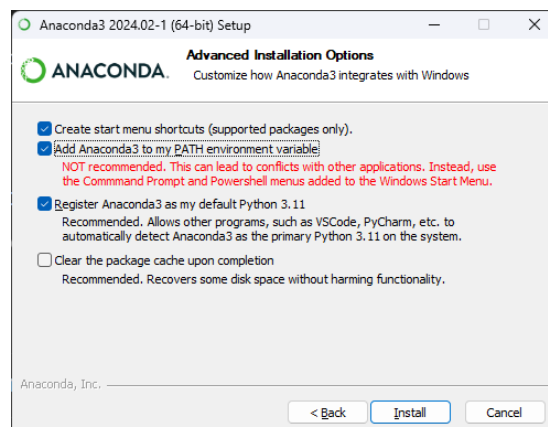 Anaconda3 2024.02-1 (64-bit) Setup
Advanced Installation Options
ANACONDA.
Customize how Anaconda3 integrates with Windows
Create start menu shortcuts (supported packages only).
Add Anaconda3 to my PATH environment variable
NOT recommended. This can lead to conflicts with other applications. Instead, use
the Commmand Prompt and Powershell menus added to the Windows Start Menu.
Register Anaconda3 as my default Python 3.11
Recommended. Allows other programs, such as VSCode, PyCharm, etc. to
automatically detect Anaconda3 as the primary Python 3.11 on the system.
Clear the package cache upon completion
Recommended. Recovers some disk space without harming functionality.
Anaconda, Inc.
< Back
Install
Cancel